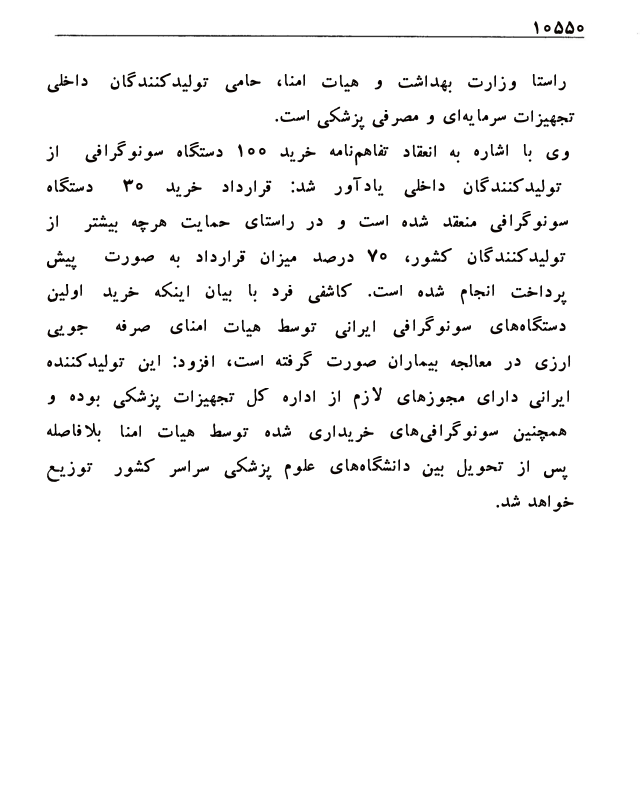 ۱۰۵۵۰
راستا وزارت بهداشت و هیات امنا، حامی تولیدکنندگان داخلی
تجهیزات سرمایه‌ای و مصرفی پزشکی است.
وی با اشاره به انعقاد تفاهم‌نامه خرید ۱۰۰ دستگاه سونوگرافی از
تولیدکنندگان داخلی یادآور شد: قرارداد خرید ۳۰ دستگاه
سونوگرافی منعقد شده است و در راستای حمایت هرچه بیشتر از
تولیدکنندگان کشور، ۷۰ درصد میزان قرارداد به صورت پیش
پرداخت انجام شده است. کاشفی فرد با بیان اینکه خرید اولین
دستگاه‌های سونوگرافی ایرانی توسط هیات امنای صرفه جویی
ارزی در معالجه بیماران صورت گرفته است، افزود: این تولیدکننده
ایرانی دارای مجوزهای لازم از اداره کل تجهیزات پزشکی بوده و
همچنین سونوگرافی‌های خریداری شده توسط هیات امنا بلافاصله
پس از تحویل بین دانشگاه‌های علوم پزشکی سراسر کشور توزیع
خواهد شد.